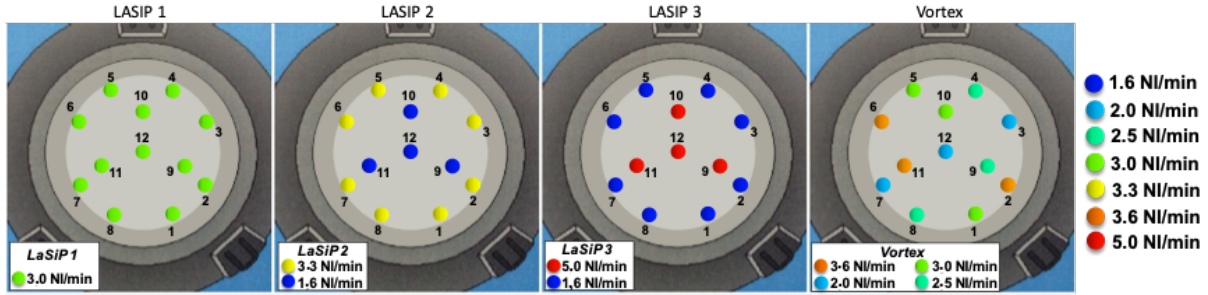 LASIP 1
LASIP 2
LASIP 3
Vortex
5 4
10
6
3
12
11 9
2
7
8 1
LaSiP1
3.0 Nl/min
5 4
10
6
3
12
11 9
2
7
8 1
LaSiP2
3·3 Nl/min
1·6 Nl/min
5 4
10
6
3
12
11 9
2
7
8 1
LaSiP3
5.0 Nl/min
1,6 Nl/min
5 4
10
6
3
12
11 9
2
7
8 1
Vortex
3·6 Nl/min 3·0 Nl/min
2·0 Nl/min 2·5 Nl/min
1.6 Nl/min
2.0 Nl/min
2.5 Nl/min
3.0 Nl/min
3.3 Nl/min
3.6 Nl/min
5.0 Nl/min